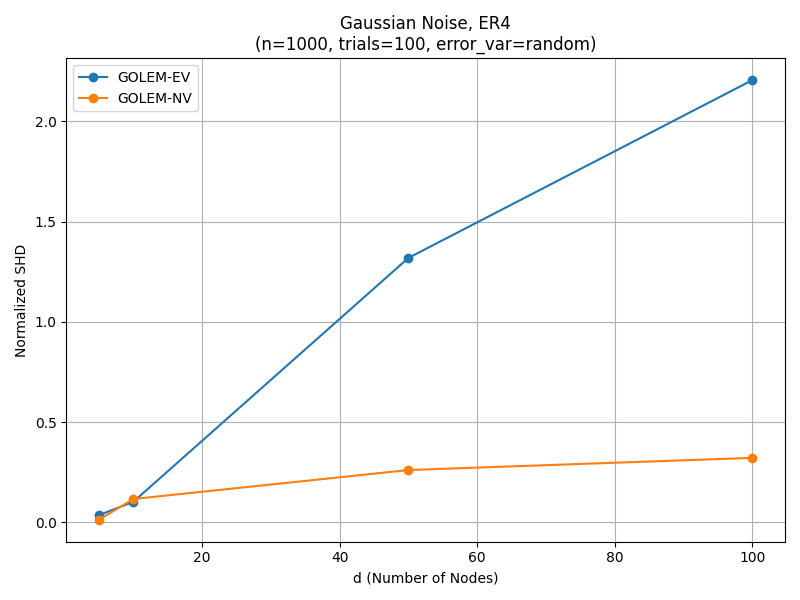 Gaussian Noise, ER4
(n=1000, trials=100, error_var=random)
GOLEM-EV
GOLEM-NV
Normalized SHD
2.0
1.5
1.0
0.5
0.0
20
40
60
80
100
d (Number of Nodes)